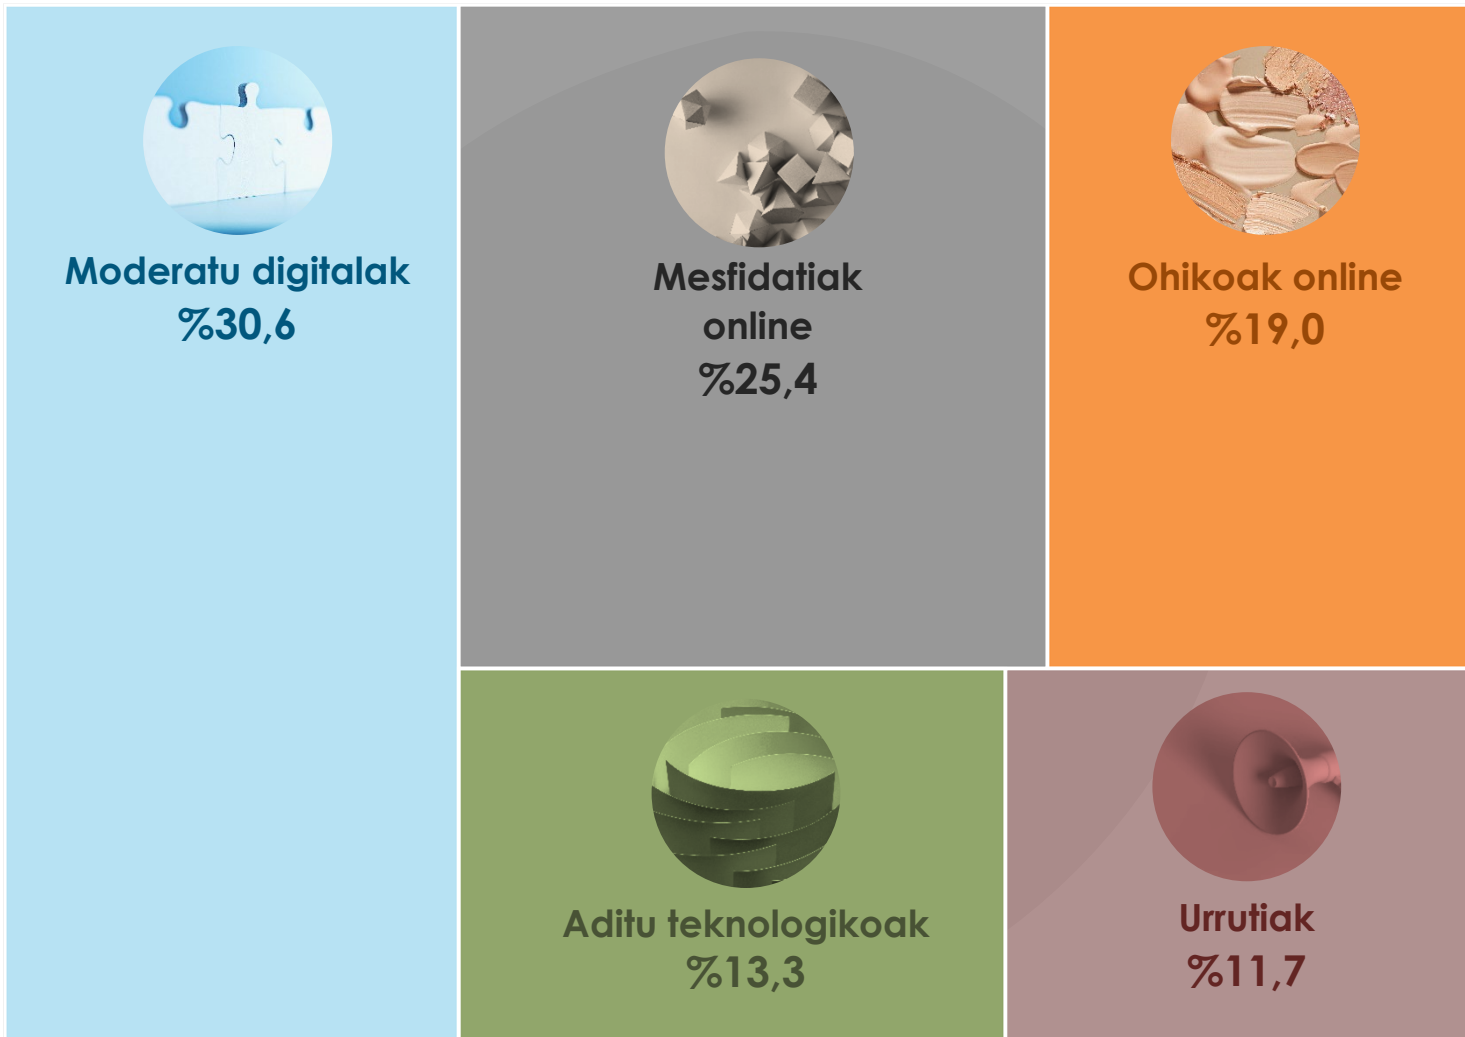 Moderatu digitalak
%30,6
Mesfidatiak
online
%25,4
Ohikoak online
%19,0
Aditu teknologikoak
%13,3
Urrutiak
%11,7